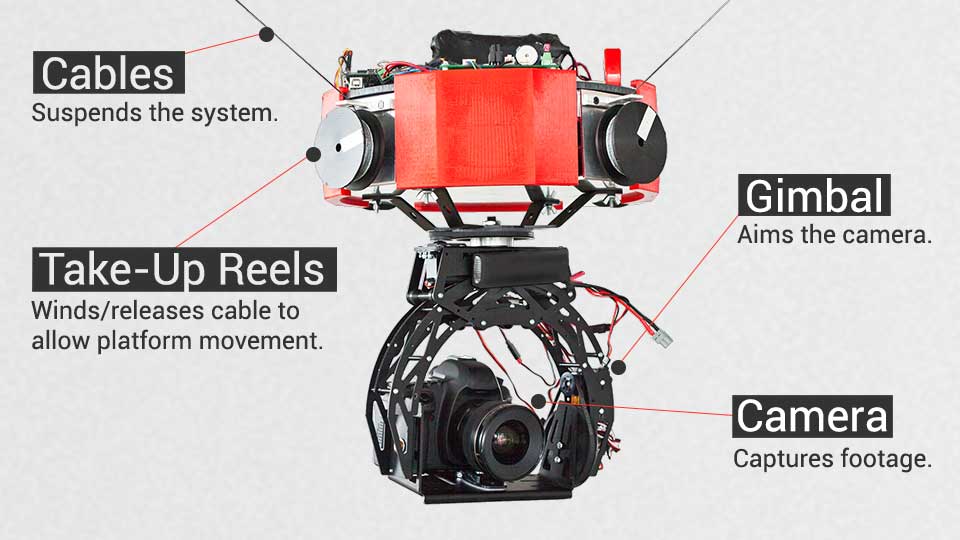 Cables
Suspends the system.
Take-Up Reels
Winds/releases cable to
allow platform movement.
Gimbal
Aims the camera.
Camera
Captures footage.